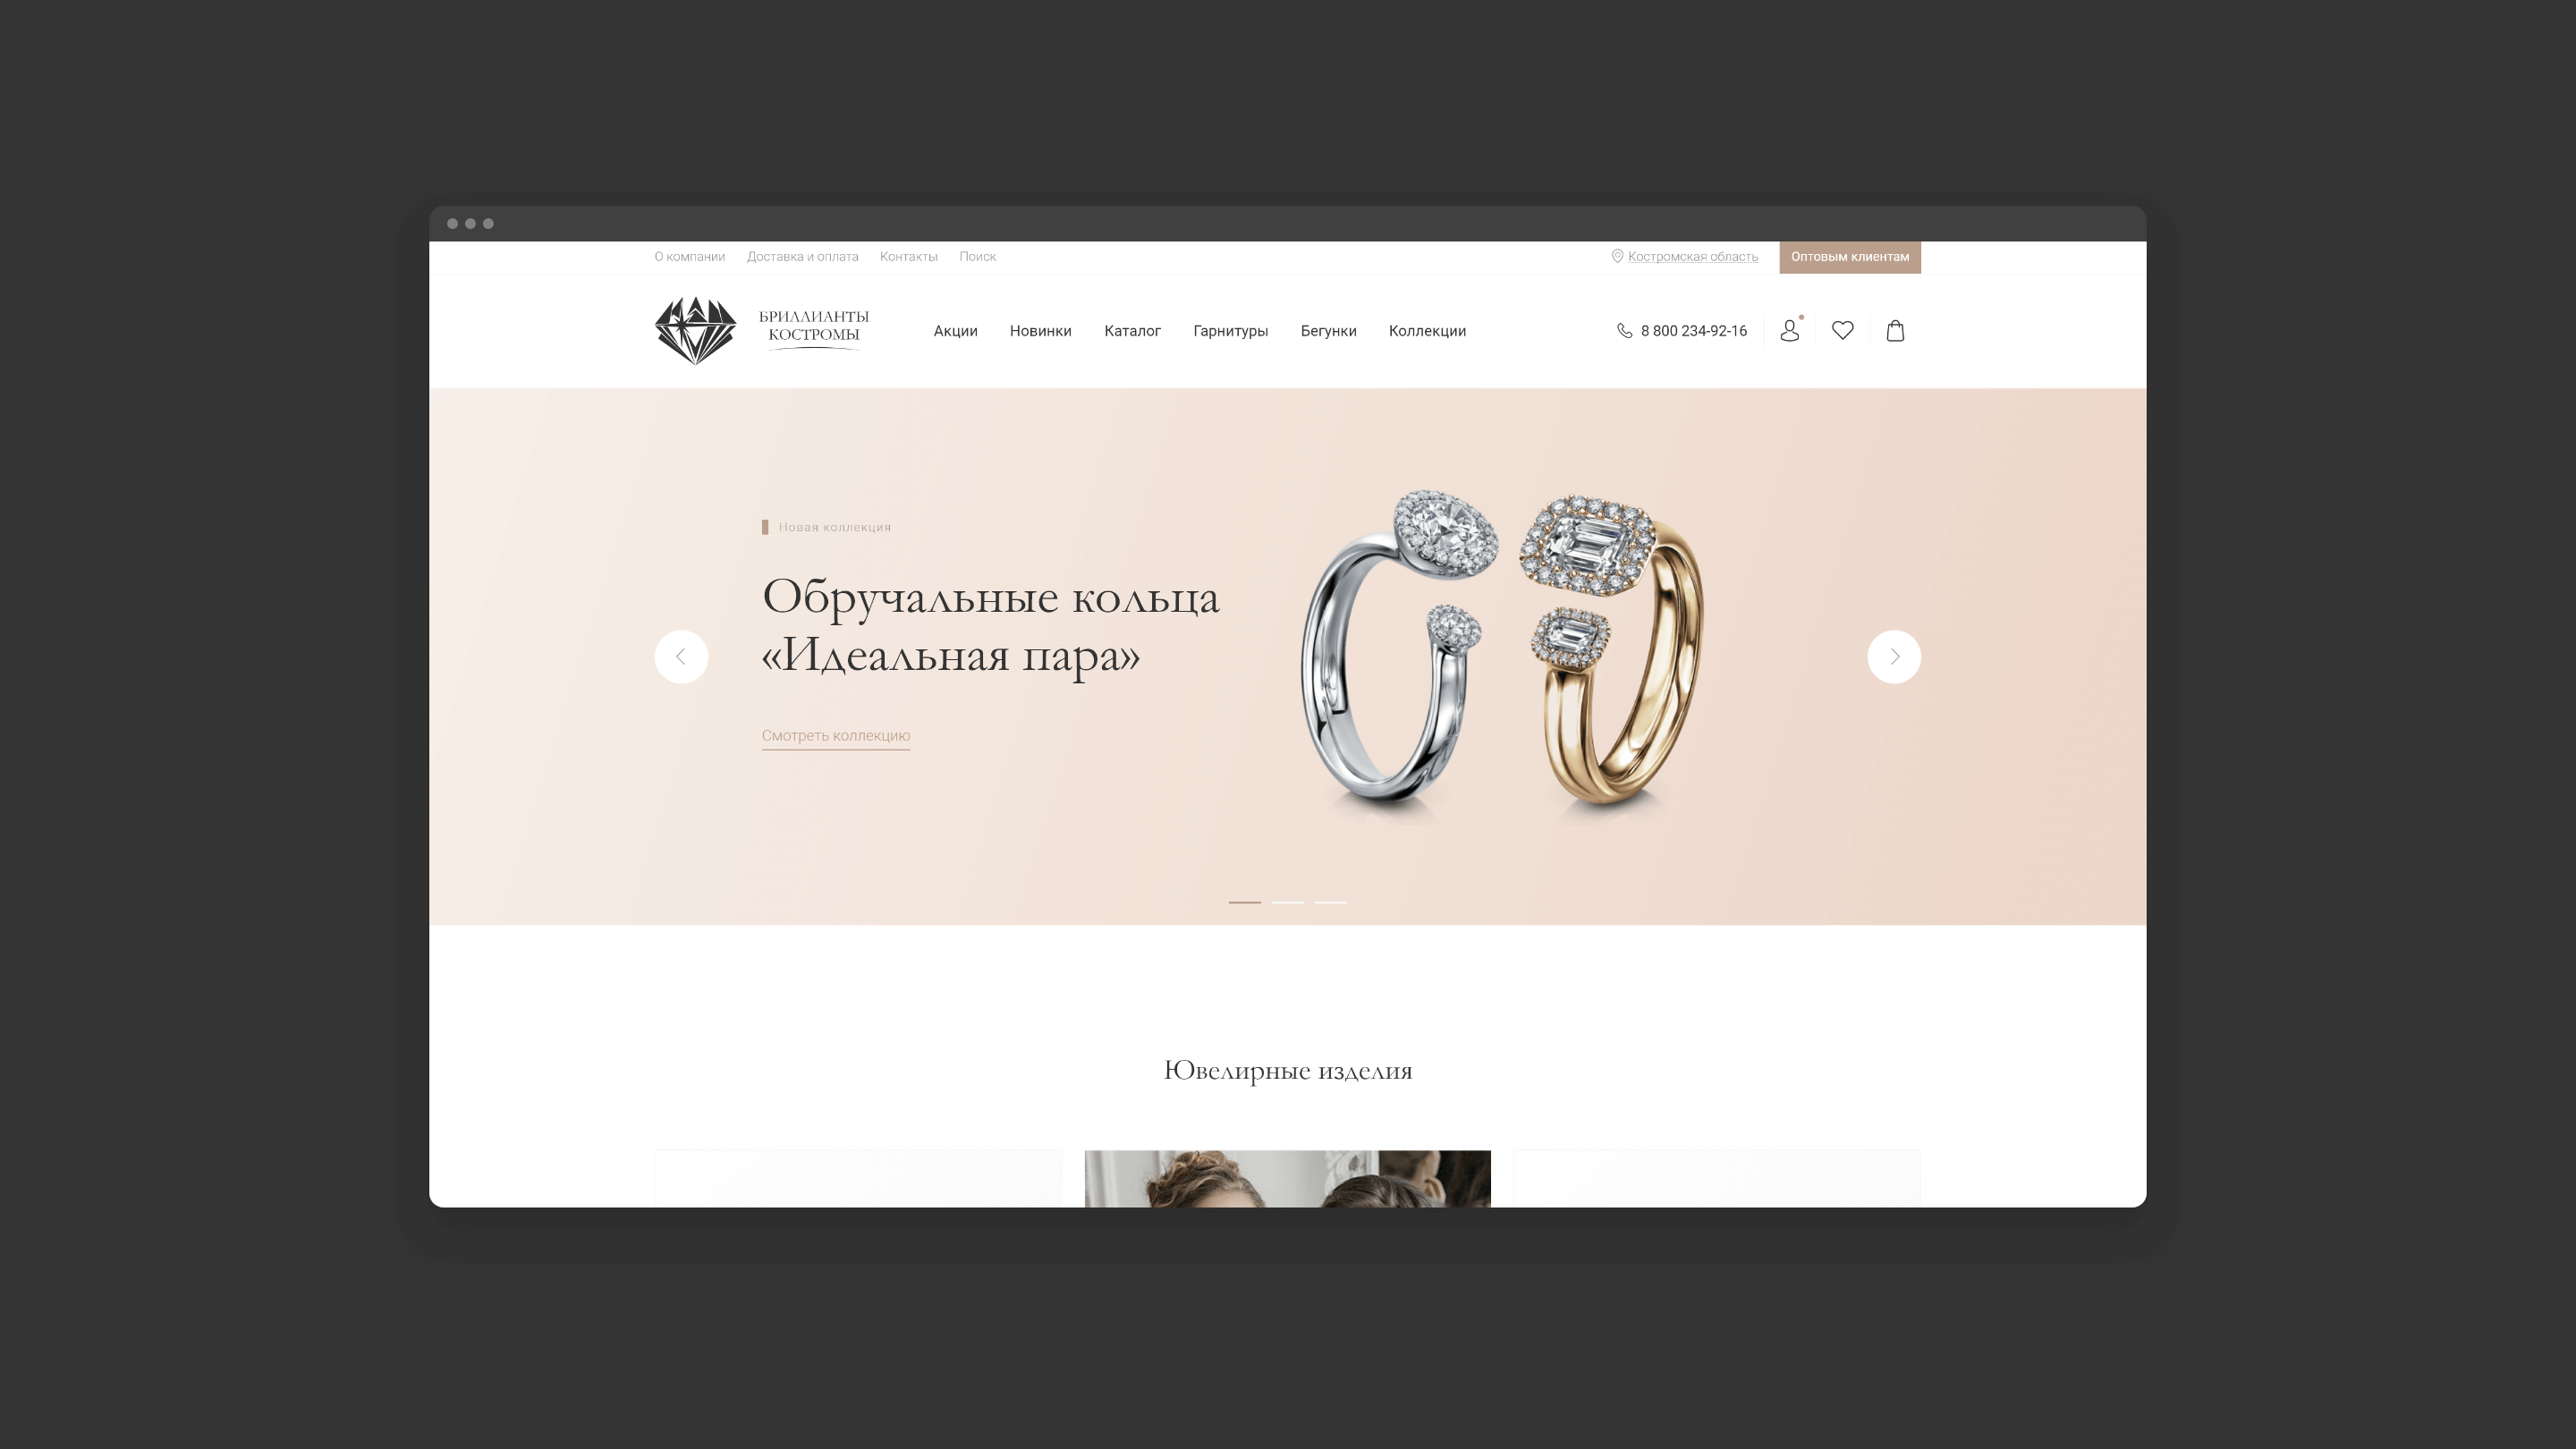 О компании Доставка и оплата Контакты Поиск Костромская область Оптовым клиентам
БРИЛЛИАНТЫ
КОСТРОМЫ
Акции Новинки Каталог Гарнитуры Бегунки Коллекции 8 800 234-92-16
Новая коллекция
Обручальные кольца
«Идеальная пара»
Смотреть коллекцию
Ювелирные изделия